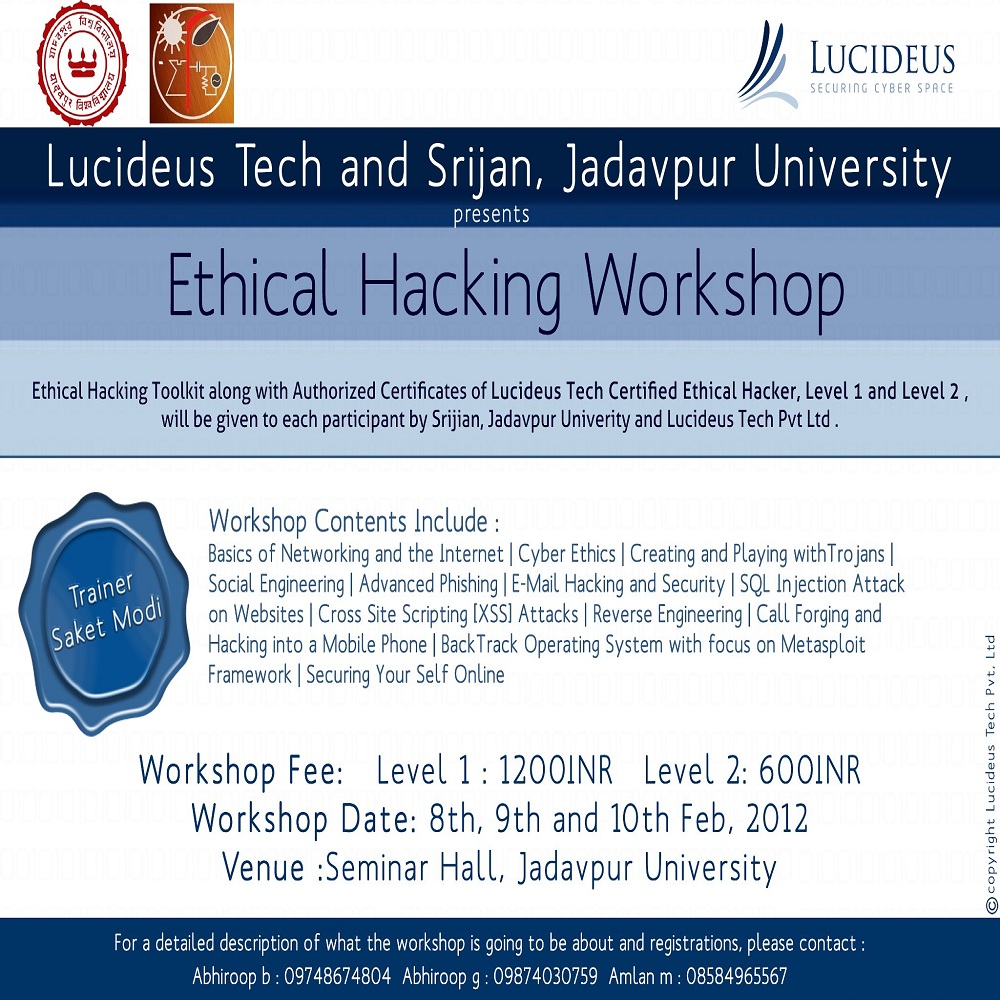 যাদবপুর বিশ্ববিদ্যালয়
LUCIDEUS
SECURING CYBER SPACE
Lucideus Tech and Srijan, Jadavpur University
presents
Ethical Hacking Workshop
Ethical Hacking Toolkit along with Authorized Certificates of Lucideus Tech Certified Ethical Hacker, Level 1 and Level 2 ,
will be given to each participant by Srijian, Jadavpur Univerity and Lucideus Tech Pvt Ltd .
Trainer
Saket Modi
Workshop Contents Include :
Basics of Networking and the Internet | Cyber Ethics | Creating and Playing withTrojans |
Social Engineering | Advanced Phishing | E-Mail Hacking and Security | SQL Injection Attack
on Websites | Cross Site Scripting [XSS] Attacks | Reverse Engineering | Call Forging and
Hacking into a Mobile Phone | BackTrack Operating System with focus on Metasploit
Framework | Securing Your Self Online
Workshop Fee: Level 1 : 1200INR Level 2: 600INR
Workshop Date: 8th, 9th and 10th Feb, 2012
Venue :Seminar Hall, Jadavpur University
© copyright Lucideus Tech Pvt. Ltd
For a detailed description of what the workshop is going to be about and registrations, please contact :
Abhiroop b : 09748674804 Abhiroop g : 09874030759 Amlan m : 08584965567